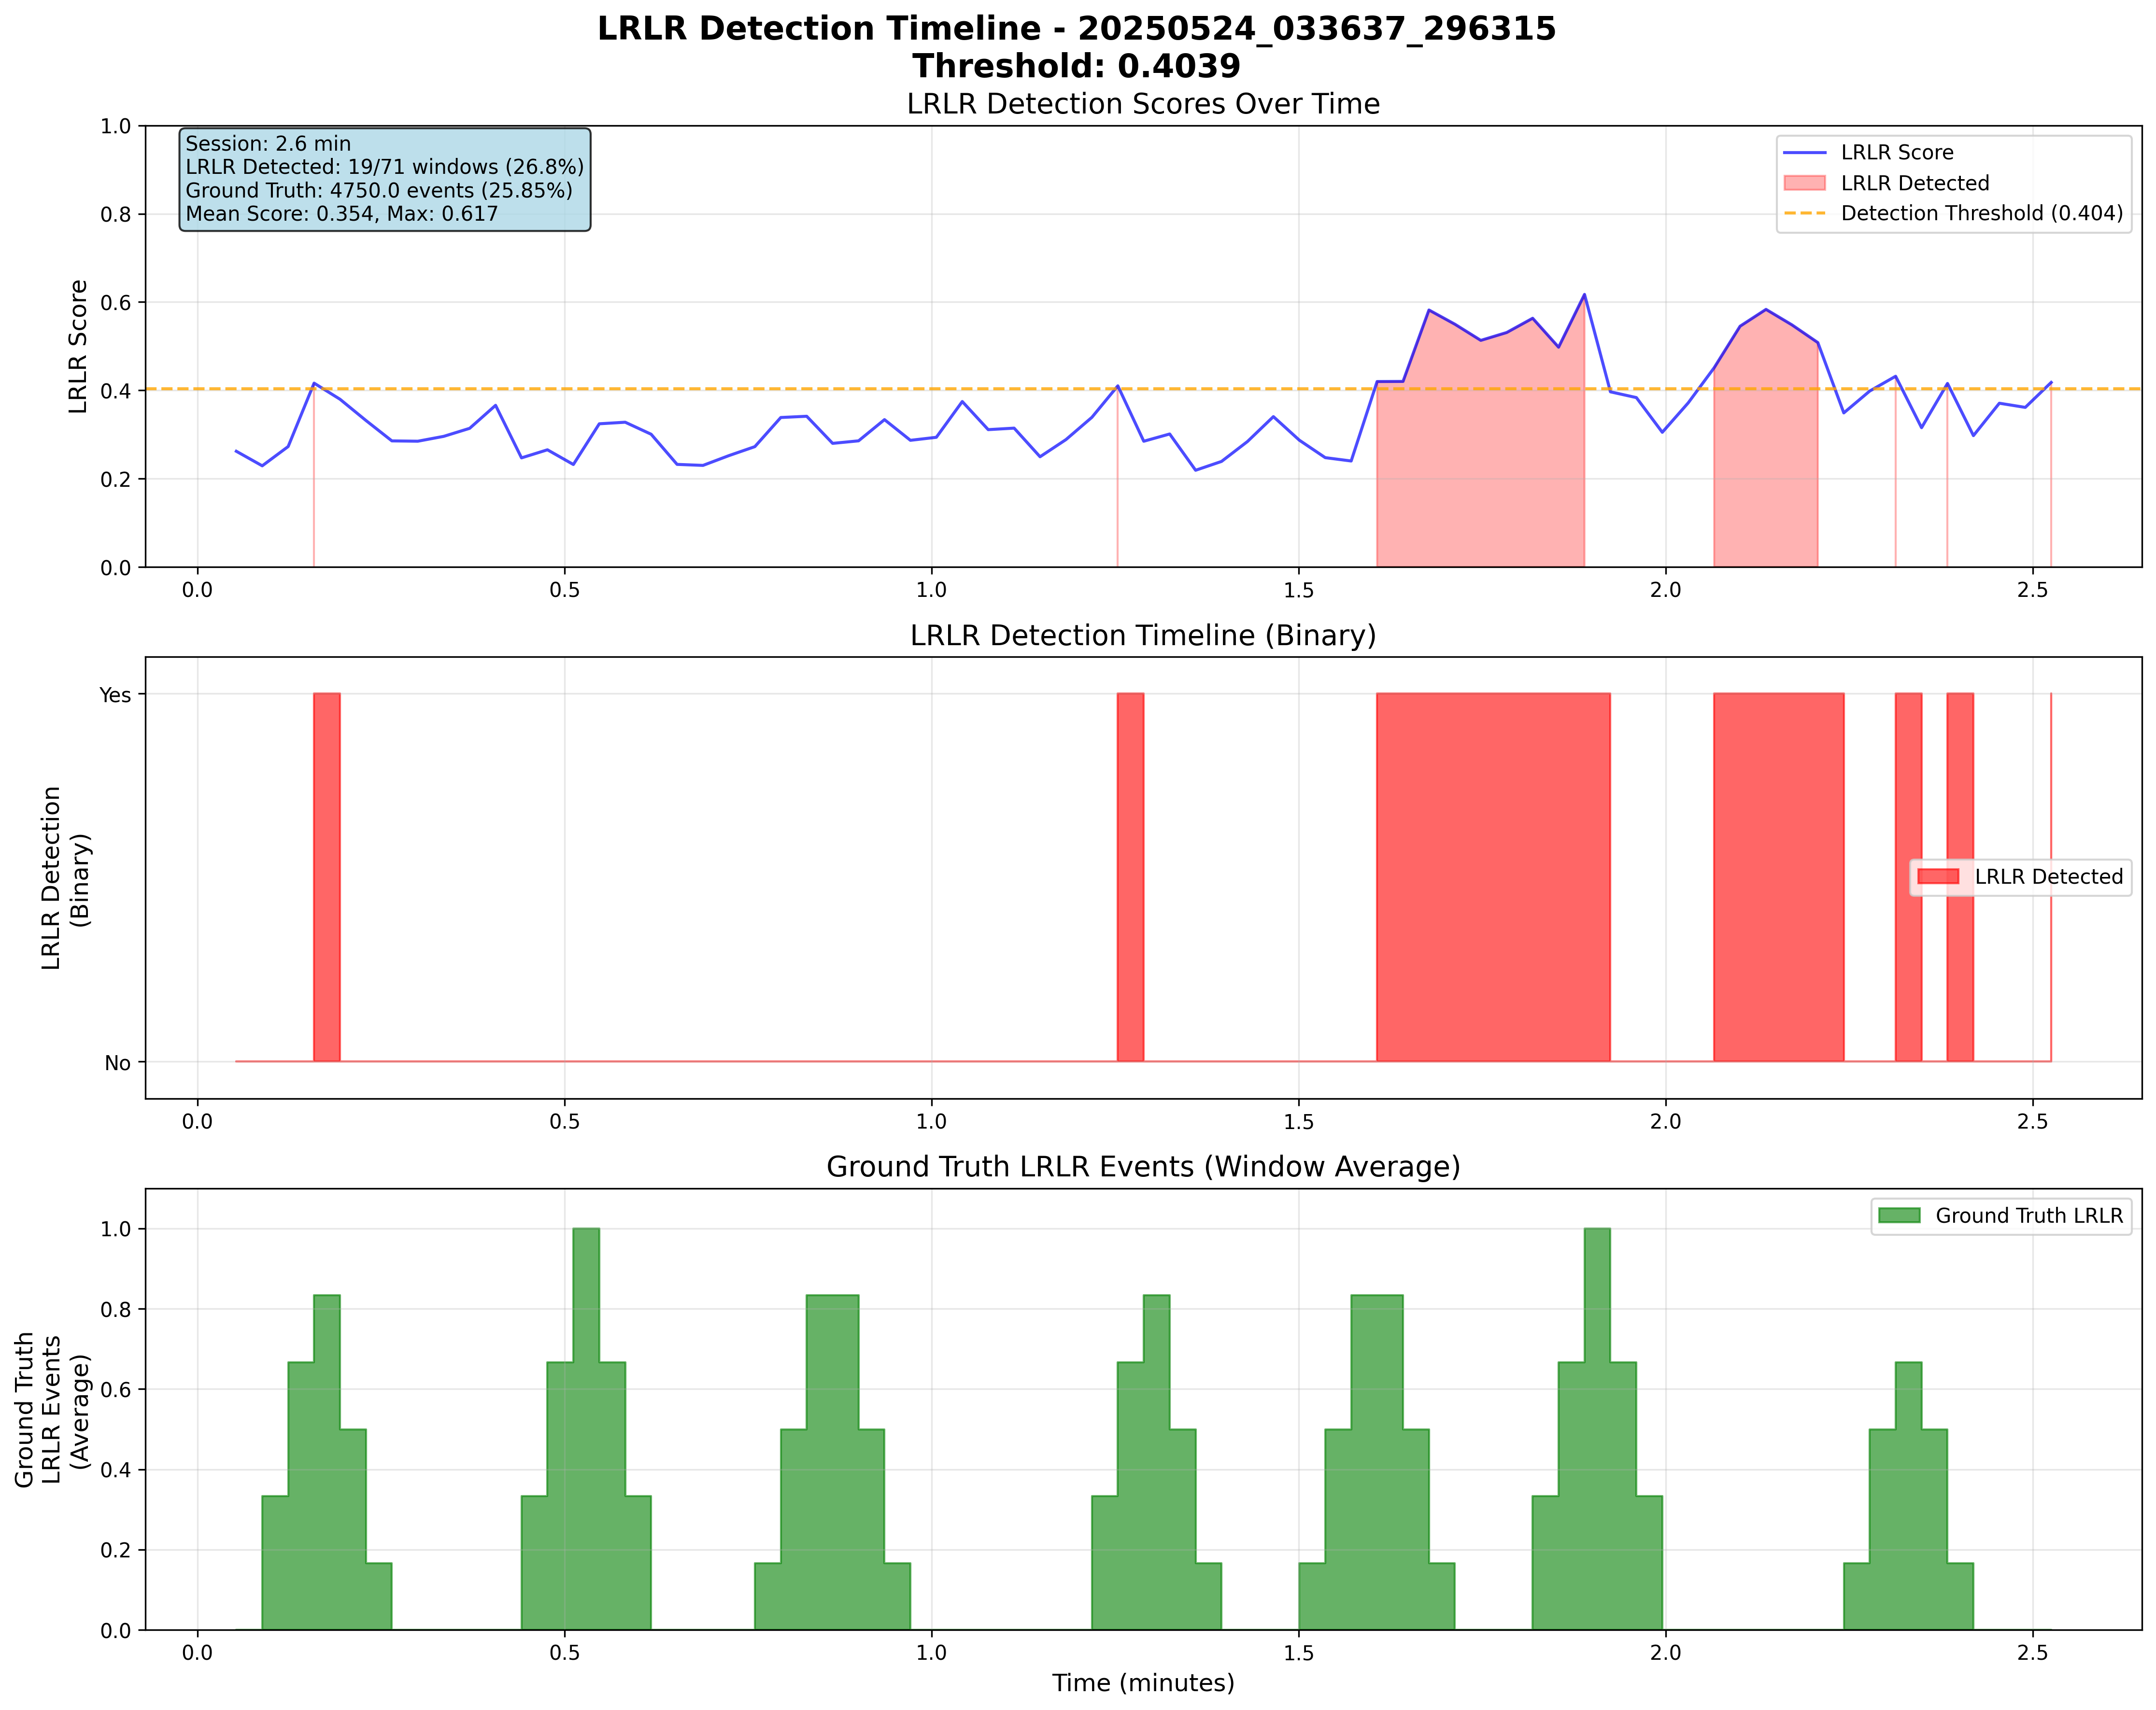 LRLR Detection Timeline - 20250524_033637_296315
Threshold: 0.4039
LRLR Detection Scores Over Time
Session: 2.6 min
LRLR Detected: 19/71 windows (26.8%)
Ground Truth: 4750.0 events (25.85%)
Mean Score: 0.354, Max: 0.617
LRLR Score
LRLR Detected
Detection Threshold (0.404)
LRLR Score
1.0
0.8
0.6
0.4
0.2
0.0
0.0 0.5 1.0 1.5 2.0 2.5
LRLR Detection Timeline (Binary)
LRLR Detection
(Binary)
Yes
No
LRLR Detected
0.0 0.5 1.0 1.5 2.0 2.5
Ground Truth LRLR Events (Window Average)
Ground Truth LRLR
Ground Truth
LRLR Events
(Average)
1.0
0.8
0.6
0.4
0.2
0.0
0.0 0.5 1.0 1.5 2.0 2.5
Time (minutes)